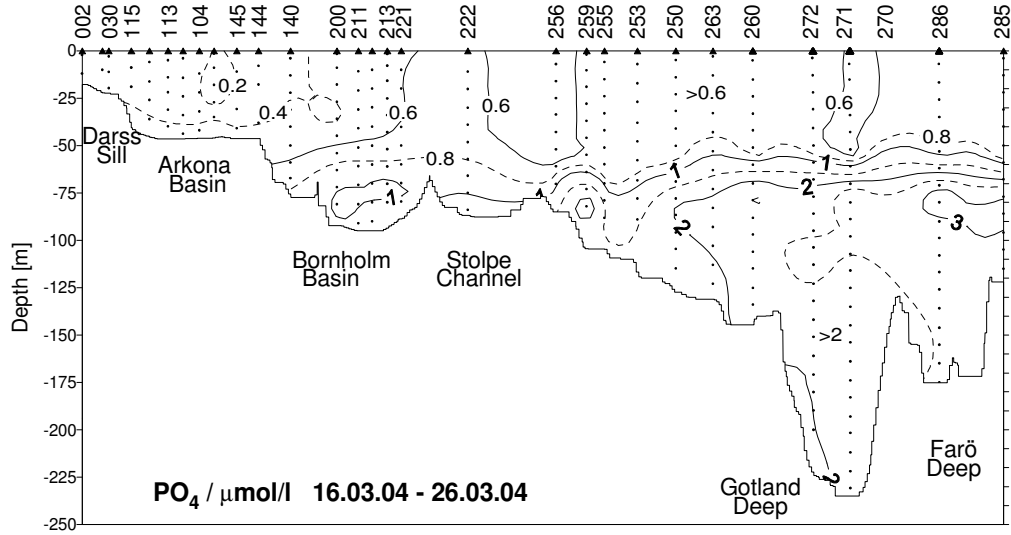 002 030 115 113 104 145 144 140 200 211 213 221 222 256 259 255 253 250 263 260 272 271 270 286 285
0
-25
-50
-75
-100
-125
-150
-175
-200
-225
-250
Depth [m]
0.2
0.4
0.6
0.6
>0.6
0.6
0.8
0.8
1
1
1
2
2
3
<
>2
2
Darss
Sill
Arkona
Basin
Bornholm
Basin
Stolpe
Channel
Gotland
Deep
Farö
Deep
PO4 / μmol/l 16.03.04 - 26.03.04